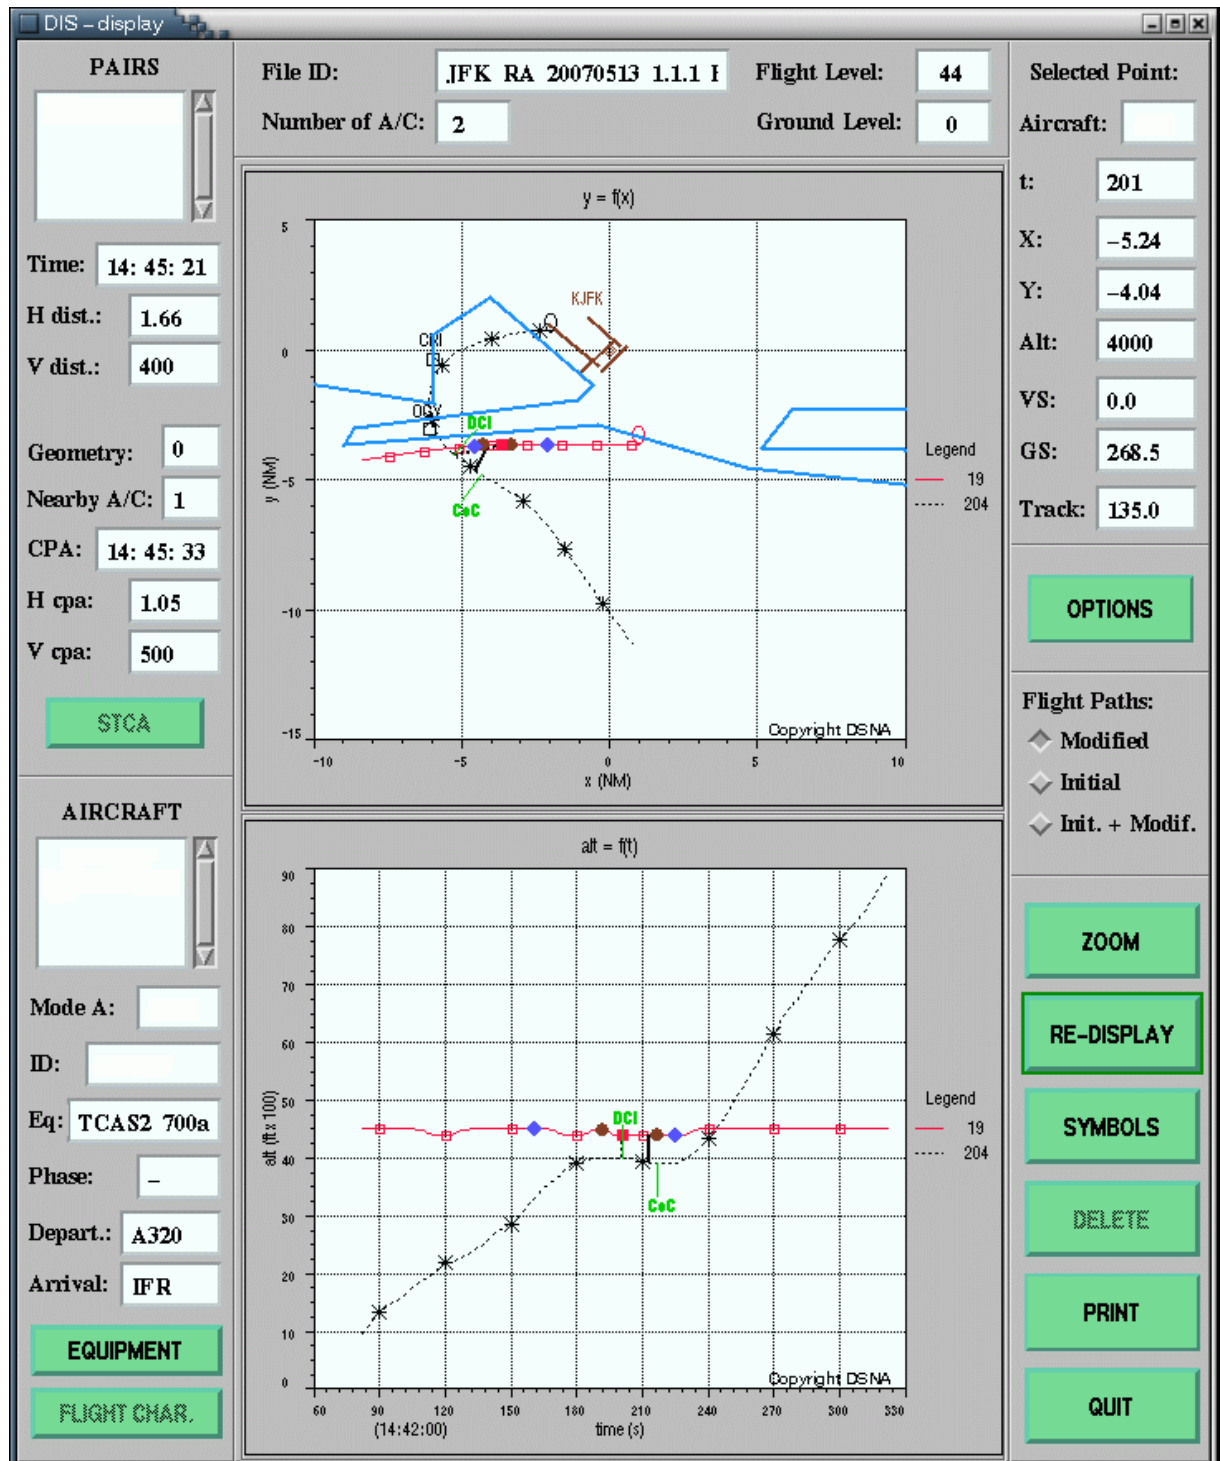 DIS – display
PAIRS
Time: 14: 45: 21
H dist.: 1.66
V dist.: 400
Geometry: 0
Nearby A/C: 1
CPA: 14: 45: 33
H cpa: 1.05
V cpa: 500
STCA
AIRCRAFT
Mode A:
ID:
Eq: TCAS2 700a
Phase: –
Depart.: A320
Arrival: IFR
EQUIPMENT
FLIGHT CHAR.
File ID: JFK RA 20070513 1.1.1
Flight Level: 44
Number of A/C: 2
Ground Level: 0
y = f(x)
5
0
-5
-10
-15
y (NM)
KJFK
CRI
OGY
DCI
CoC
Copyright DSNA
-10
-5
0
5
10
x (NM)
Legend
19
204
alt = f(t)
90
80
70
60
50
40
30
20
10
0
alt (ft x 100)
DCI
CoC
Copyright DSNA
60 90 120 150 180 210 240 270 300 330
(14:42:00)
time (s)
Legend
19
204
Selected Point:
Aircraft:
t: 201
X: –5.24
Y: –4.04
Alt: 4000
VS: 0.0
GS: 268.5
Track: 135.0
OPTIONS
Flight Paths:
Modified
Initial
Init. + Modif.
ZOOM
RE–DISPLAY
SYMBOLS
DELETE
PRINT
QUIT